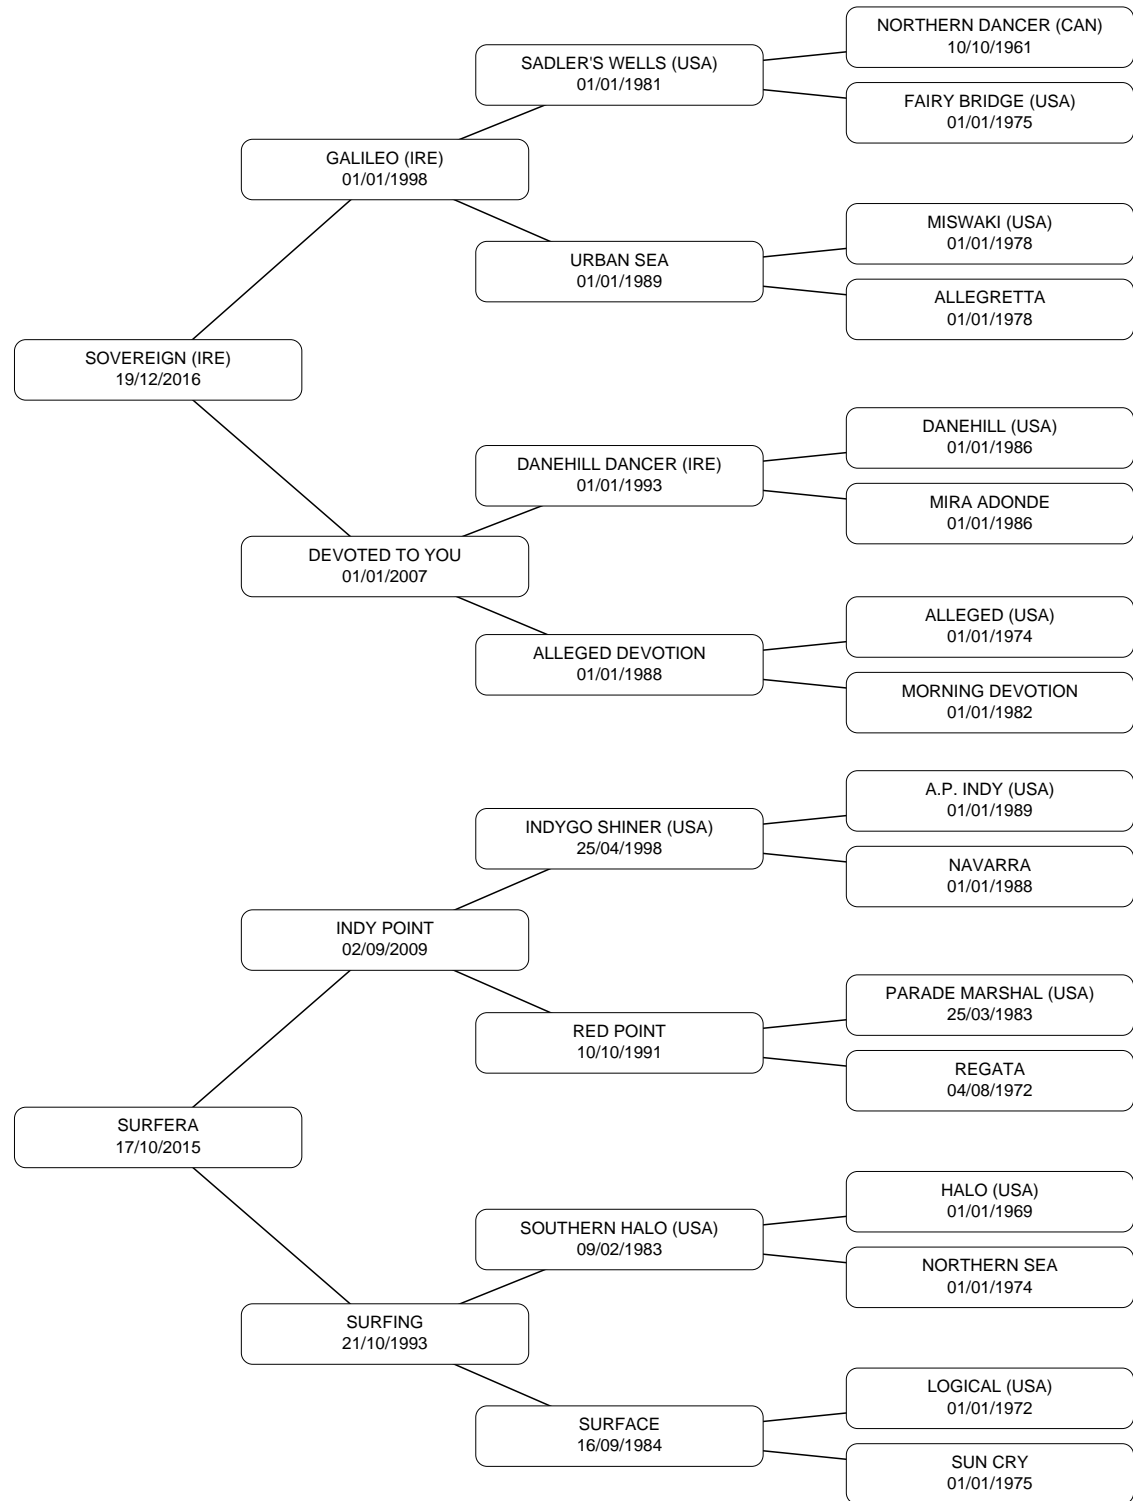 NORTHERN DANCER (CAN)
10/10/1961
SADLER'S WELLS (USA)
01/01/1981
FAIRY BRIDGE (USA)
01/01/1975
GALILEO (IRE)
01/01/1998
MISWAKI (USA)
01/01/1978
URBAN SEA
01/01/1989
ALLEGRETTA
01/01/1978
SOVEREIGN (IRE)
19/12/2016
DANEHILL (USA)
01/01/1986
DANEHILL DANCER (IRE)
01/01/1993
MIRA ADONDE
01/01/1986
DEVOTED TO YOU
01/01/2007
ALLEGED (USA)
01/01/1974
ALLEGED DEVOTION
01/01/1988
MORNING DEVOTION
01/01/1982
A.P. INDY (USA)
01/01/1989
INDYGO SHINER (USA)
25/04/1998
NAVARRA
01/01/1988
INDY POINT
02/09/2009
PARADE MARSHAL (USA)
25/03/1983
RED POINT
10/10/1991
REGATA
04/08/1972
SURFERA
17/10/2015
HALO (USA)
01/01/1969
SOUTHERN HALO (USA)
09/02/1983
NORTHERN SEA
01/01/1974
SURFING
21/10/1993
LOGICAL (USA)
01/01/1972
SURFACE
16/09/1984
SUN CRY
01/01/1975